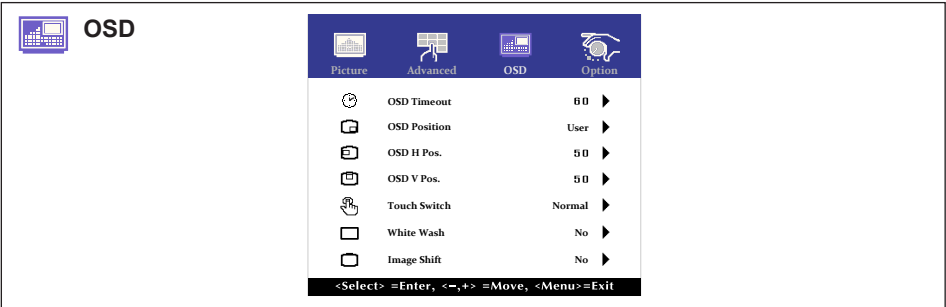 OSD
Picture Advanced OSD Option
OSD Timeout 60
OSD Position User
OSD H Pos. 50
OSD V Pos. 50
Touch Switch Normal
White Wash No
Image Shift No
<Select> =Enter, <−,+> =Move, <Menu>=Exit